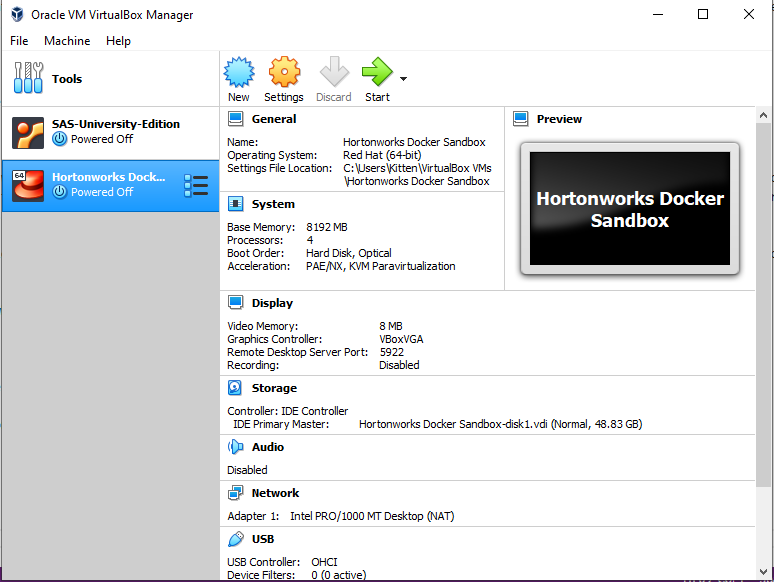 Oracle VM VirtualBox Manager
File Machine Help
Tools
New Settings Discard Start
SAS-University-Edition
Powered Off
64
Hortonworks Dock...
Powered Off
General
Name: Hortonworks Docker Sandbox
Operating System: Red Hat (64-bit)
Settings File Location: C:\Users\Kitten\VirtualBox VMs
\Hortonworks Docker Sandbox
Preview
Hortonworks Docker
Sandbox
System
Base Memory: 8192 MB
Processors: 4
Boot Order: Hard Disk, Optical
Acceleration: PAE/NX, KVM Paravirtualization
Display
Video Memory: 8 MB
Graphics Controller: VBoxVGA
Remote Desktop Server Port: 5922
Recording: Disabled
Storage
Controller: IDE Controller
IDE Primary Master: Hortonworks Docker Sandbox-disk1.vdi (Normal, 48.83 GB)
Audio
Disabled
Network
Adapter 1: Intel PRO/1000 MT Desktop (NAT)
USB
USB Controller: OHCI
Device Filters: 0 (0 active)